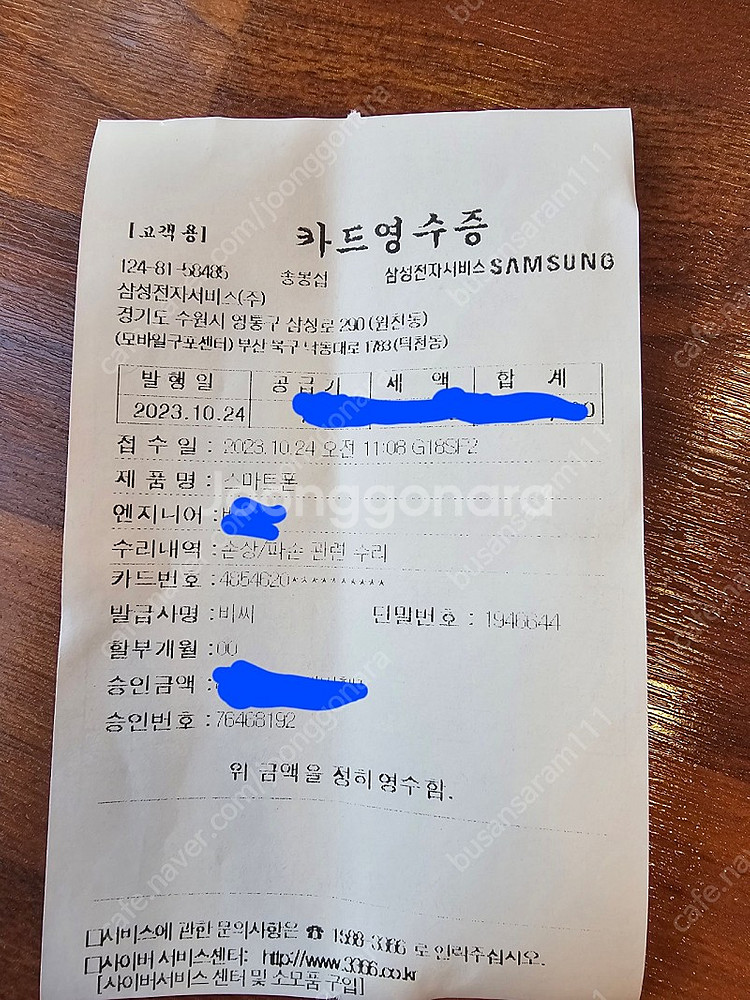 [고객용] 카드영수증
124-81-58485 송봉섭 삼성전자서비스 SAMSUNG
삼성전자서비스(주)
경기도 수원시 영통구 삼성로 290 (원천동)
(모바일구포센터) 부산 북구 낙동대로 1783 (덕천동)
발행일 공급가 세액 합계
2023.10.24 0
접수일 : 2023.10.24 오전 11:08 G18SF2
제품명 : 스마트폰
엔지니어 :
수리내역 : 손상/파손 관련 수리
카드번호 : 4854620**********
발급사명 : 비씨 단말번호 : 1946644
할부개월 : 00
승인금액 :
승인번호 : 76468192
위 금액을 정히 영수함.
□서비스에 관한 문의사항은 ☎ 1588-3366 로 연락주십시오.
□사이버 서비스센터: http://www.3366.co.kr
[사이버서비스 센터 및 소모품 구입]
joonggonara
cafe.naver.com/joonggonara
busansaram111